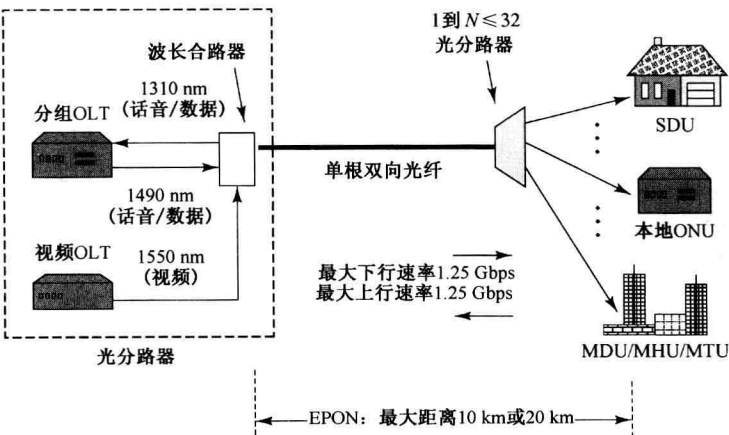 1到N≤32
光分路器
波长合路器
1310 nm
(话音/数据)
分组OLT
SDU
单根双向光纤
1490 nm
(话音/数据)
本地ONU
视频OLT
1550 nm
(视频)
最大下行速率1.25 Gbps
最大上行速率1.25 Gbps
MDU/MHU/MTU
光分路器
EPON：最大距离10 km或20 km